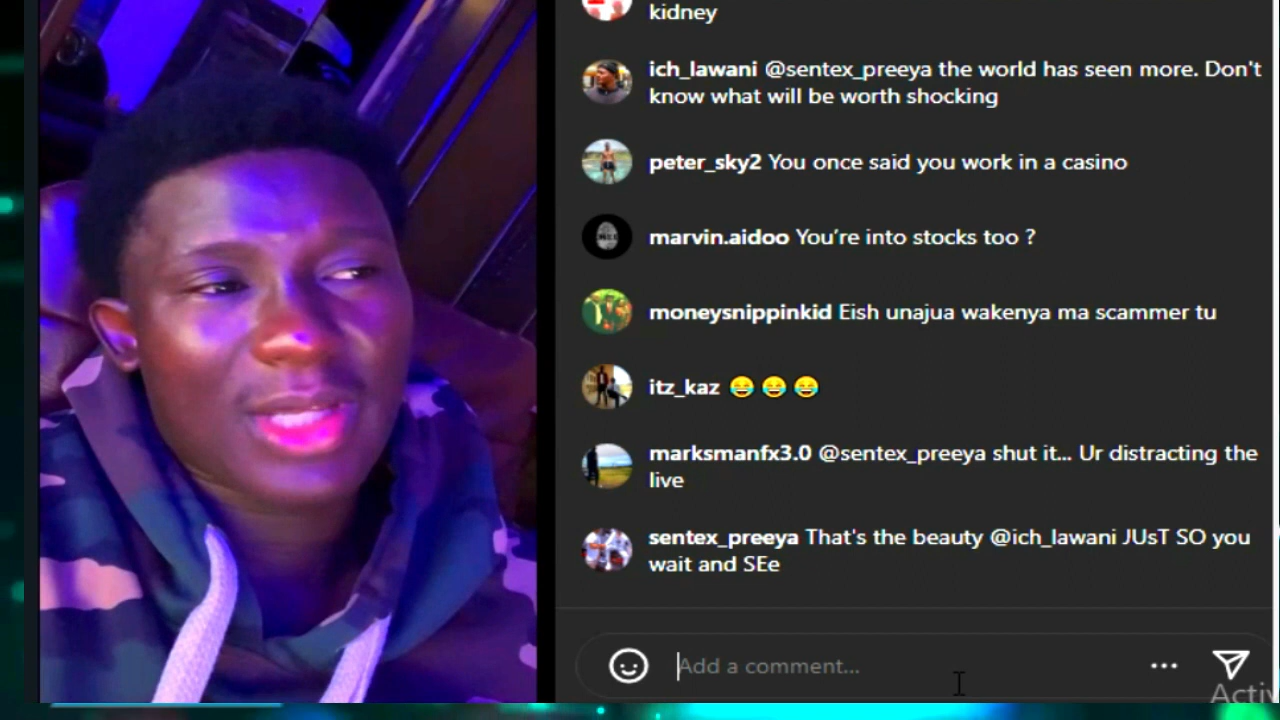 kidney
ich_lawani @sentex_preeya the world has seen more. Don't
know what will be worth shocking
peter_sky2 You once said you work in a casino
marvin.aidoo You’re into stocks too ?
moneysnippinkid Eish unajua wakenya ma scammer tu
itz_kaz 😂 😂 😂
marksmanfx3.0 @sentex_preeya shut it... Ur distracting the
live
sentex_preeya That's the beauty @ich_lawani JUsT SO you
wait and SEe
Add a comment...
Activ